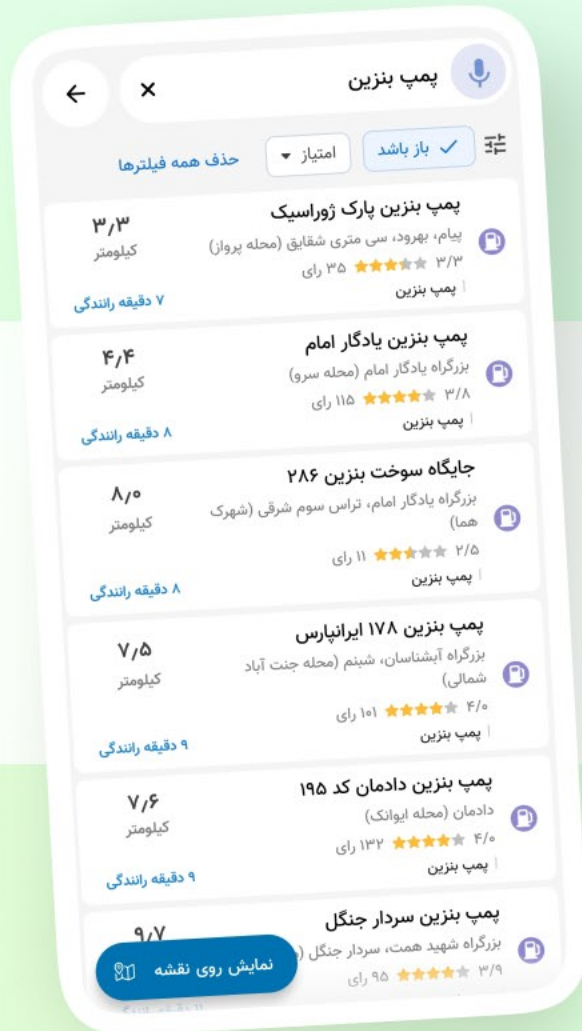 پمپ بنزین
باز باشد
امتیاز
حذف همه فیلترها
پمپ بنزین پارک ژوراسیک
پیام، بهرود، سی متری شقایق (محله پرواز)
۳/۳ ۳۵ رای
پمپ بنزین
۳٫۳
کیلومتر
۷ دقیقه رانندگی
پمپ بنزین یادگار امام
بزرگراه یادگار امام (محله سرو)
۳/۸ ۱۱۵ رای
پمپ بنزین
۴٫۴
کیلومتر
۸ دقیقه رانندگی
جایگاه سوخت بنزین ۲۸۶
بزرگراه یادگار امام، تراس سوم شرقی (شهرک
هما)
۲/۵ ۱۱ رای
پمپ بنزین
۸٫۰
کیلومتر
۸ دقیقه رانندگی
پمپ بنزین ۱۷۸ ایرانپارس
بزرگراه آبشناسان، شبنم (محله جنت آباد
شمالی)
۴/۰ ۱۰۱ رای
پمپ بنزین
۷٫۵
کیلومتر
۹ دقیقه رانندگی
پمپ بنزین دادمان کد ۱۹۵
دادمان (محله ایوانک)
۴/۰ ۱۳۲ رای
پمپ بنزین
۷٫۶
کیلومتر
۹ دقیقه رانندگی
پمپ بنزین سردار جنگل
بزرگراه شهید همت، سردار جنگل
۳/۹ ۹۵ رای
۹٫۷
نمایش روی نقشه